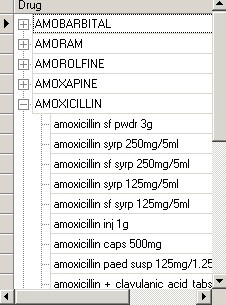 Drug
AMOBARBITAL
AMORAM
AMOROLFINE
AMOXAPINE
AMOXICILLIN
amoxicillin sf pwdr 3g
amoxicillin syrp 250mg/5ml
amoxicillin sf syrp 250mg/5ml
amoxicillin syrp 125mg/5ml
amoxicillin sf syrp 125mg/5ml
amoxicillin inj 1g
amoxicillin caps 500mg
amoxicillin paed susp 125mg/1.25
amoxicillin + clavulanic acid tabs